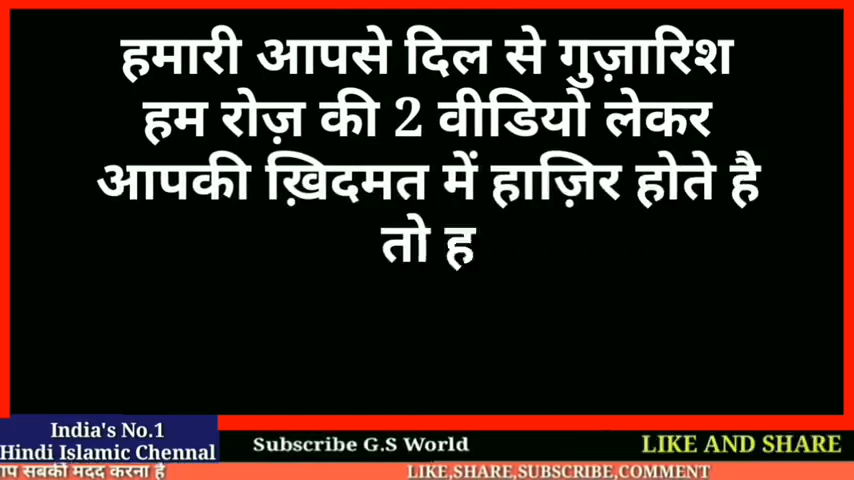 हमारी आपसे दिल से गुज़ारिश
हम रोज़ की 2 वीडियो लेकर
आपकी ख़िदमत में हाज़िर होते है
तो ह
India's No.1
Hindi Islamic Chennal
Subscribe G.S World
LIKE AND SHARE
सबकी मदद करना है
LIKE,SHARE,SUBSCRIBE,COMMENT